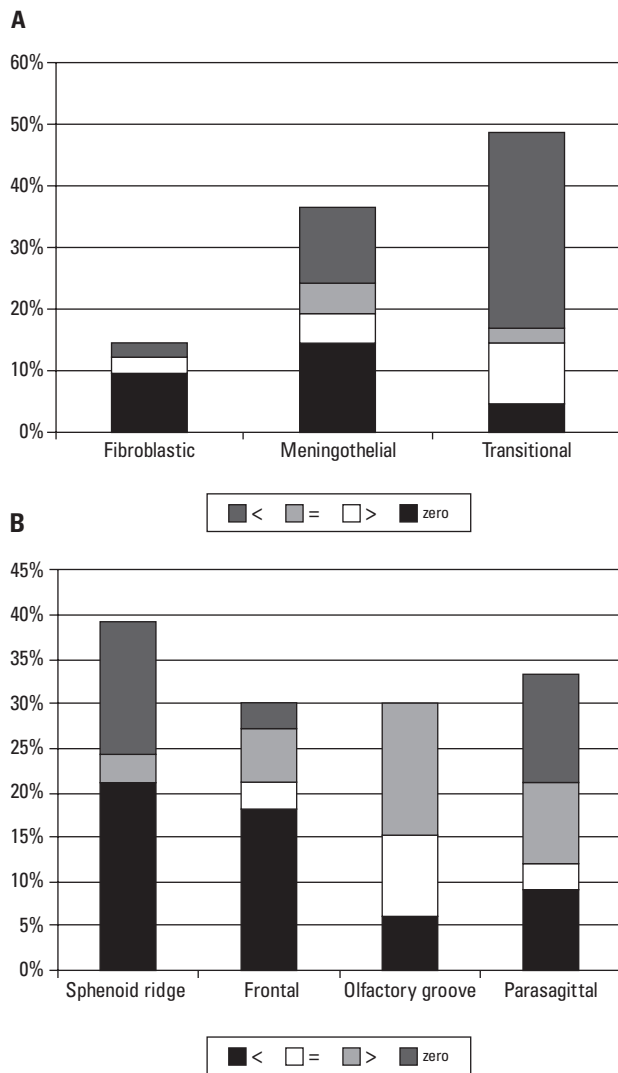 A
60%
50%
40%
30%
20%
10%
0%
Fibroblastic Meningothelial Transitional
< = > zero
B
45%
40%
35%
30%
25%
20%
15%
10%
5%
0%
Sphenoid ridge Frontal Olfactory groove Parasagittal
< = > zero